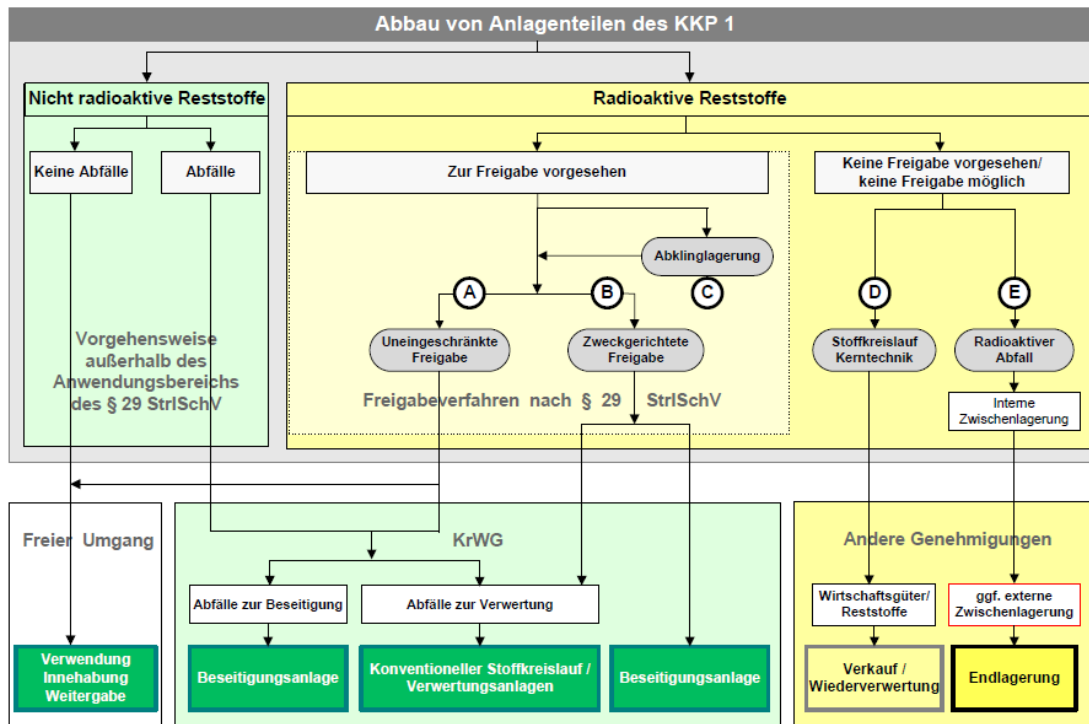 Abbau von Anlagenteilen des KKP 1
Nicht radioaktive Reststoffe
Radioaktive Reststoffe
Keine Abfälle
Abfälle
Zur Freigabe vorgesehen
Keine Freigabe vorgesehen/
keine Freigabe möglich
Abklinglagerung
A
B
C
D
E
Uneingeschränkte
Freigabe
Zweckgerichtete
Freigabe
Stoffkreislauf
Kerntechnik
Radioaktiver
Abfall
Vorgehensweise
außerhalb des
Anwendungsbereichs
des § 29 StrlSchV
Freigabeverfahren nach § 29 StrlSchV
Interne
Zwischenlagerung
Freier Umgang
KrWG
Andere Genehmigungen
Abfälle zur Beseitigung
Abfälle zur Verwertung
Wirtschaftsgüter/
Reststoffe
ggf. externe
Zwischenlagerung
Verwendung
Innehabung
Weitergabe
Beseitigungsanlage
Konventioneller Stoffkreislauf /
Verwertungsanlagen
Beseitigungsanlage
Verkauf /
Wiederverwertung
Endlagerung